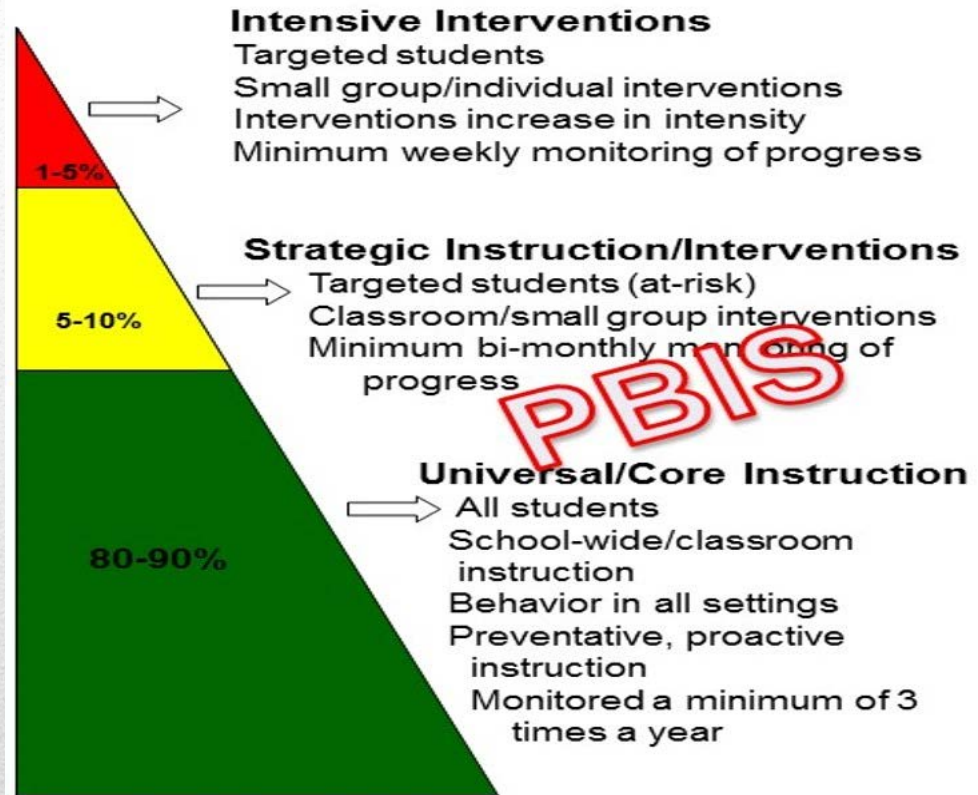 Intensive Interventions
Targeted students
Small group/individual interventions
Interventions increase in intensity
Minimum weekly monitoring of progress
1-5%
Strategic Instruction/Interventions
Targeted students (at-risk)
Classroom/small group interventions
Minimum bi-monthly monitoring of
progress
5-10%
PBIS
Universal/Core Instruction
All students
School-wide/classroom
instruction
Behavior in all settings
Preventative, proactive
instruction
Monitored a minimum of 3
times a year
80-90%